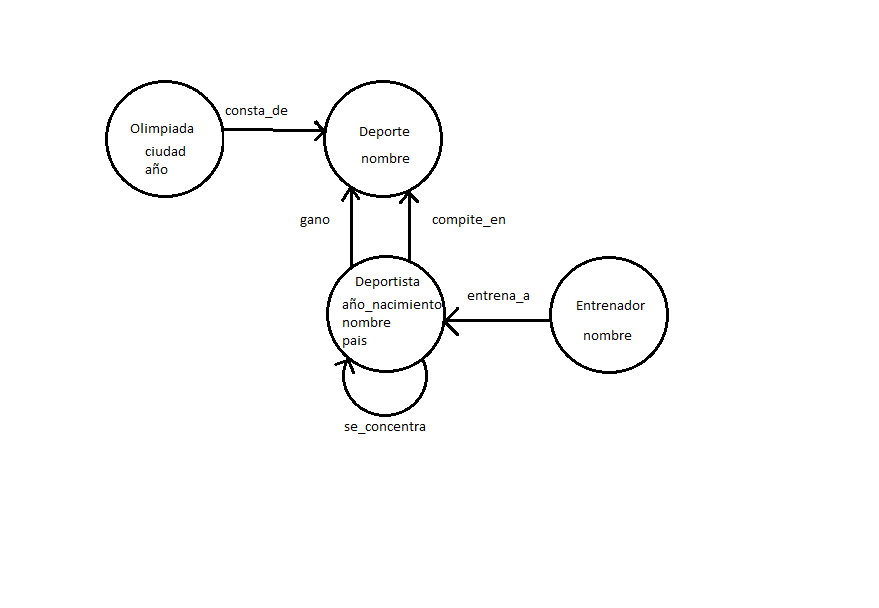 consta_de
Olimpiada
ciudad
año
Deporte
nombre
gano
compite_en
Deportista
año_nacimiento
nombre
pais
entrena_a
Entrenador
nombre
se_concentra